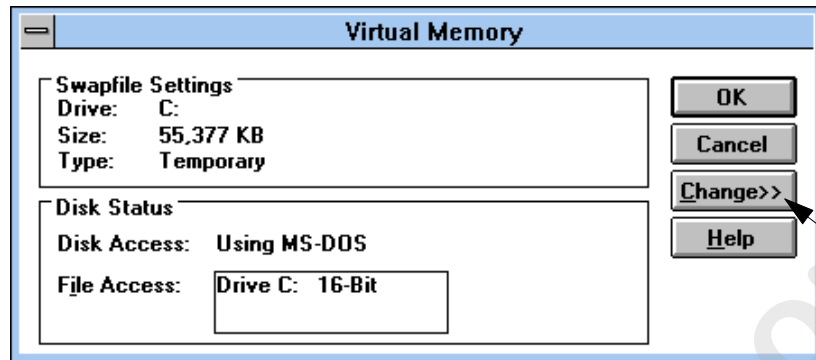 Virtual Memory
Swapfile Settings
Drive: C:
Size: 55,377 KB
Type: Temporary
Disk Status
Disk Access: Using MS-DOS
File Access: Drive C: 16-Bit
OK
Cancel
Change>>
Help